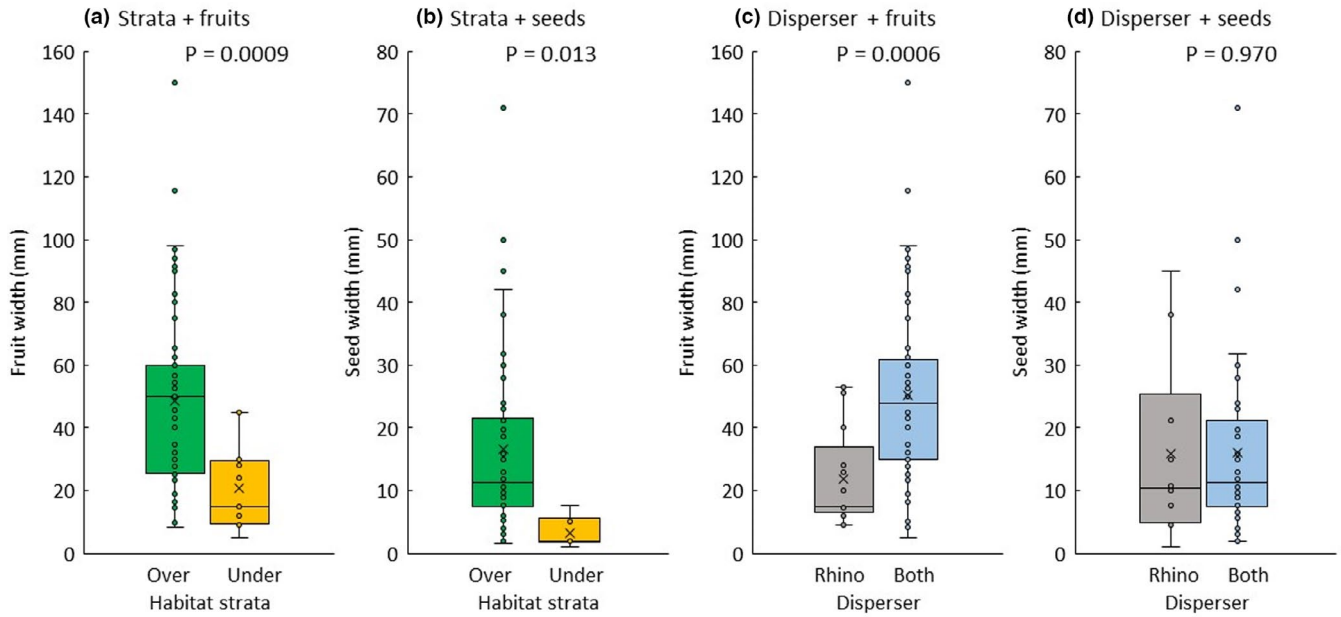 (a) Strata + fruits
P = 0.0009
160
140
120
100
80
60
40
20
0
Fruit width (mm)
Over Under
Habitat strata
(b) Strata + seeds
P = 0.013
80
70
60
50
40
30
20
10
0
Seed width (mm)
Over Under
Habitat strata
(c) Disperser + fruits
P = 0.0006
160
140
120
100
80
60
40
20
0
Fruit width (mm)
Rhino Both
Disperser
(d) Disperser + seeds
P = 0.970
80
70
60
50
40
30
20
10
0
Seed width (mm)
Rhino Both
Disperser